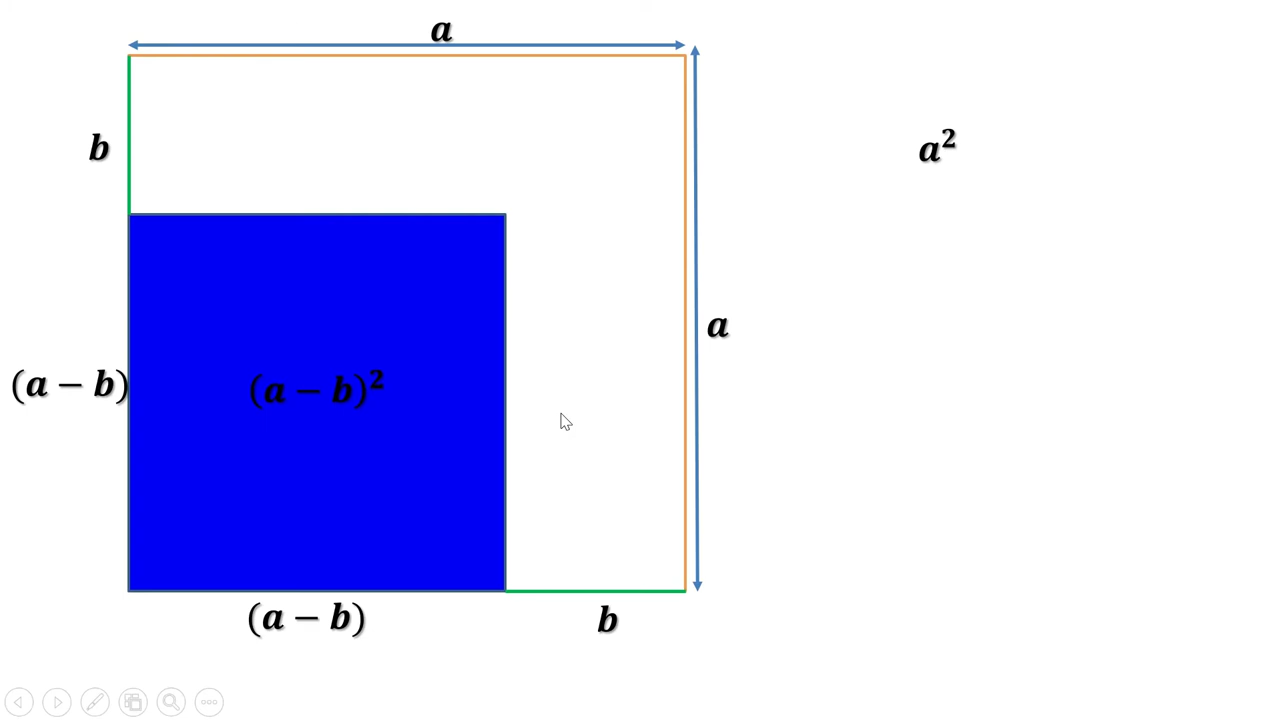 a
b
a²
a
(a − b)
(a − b)²
(a − b)
b